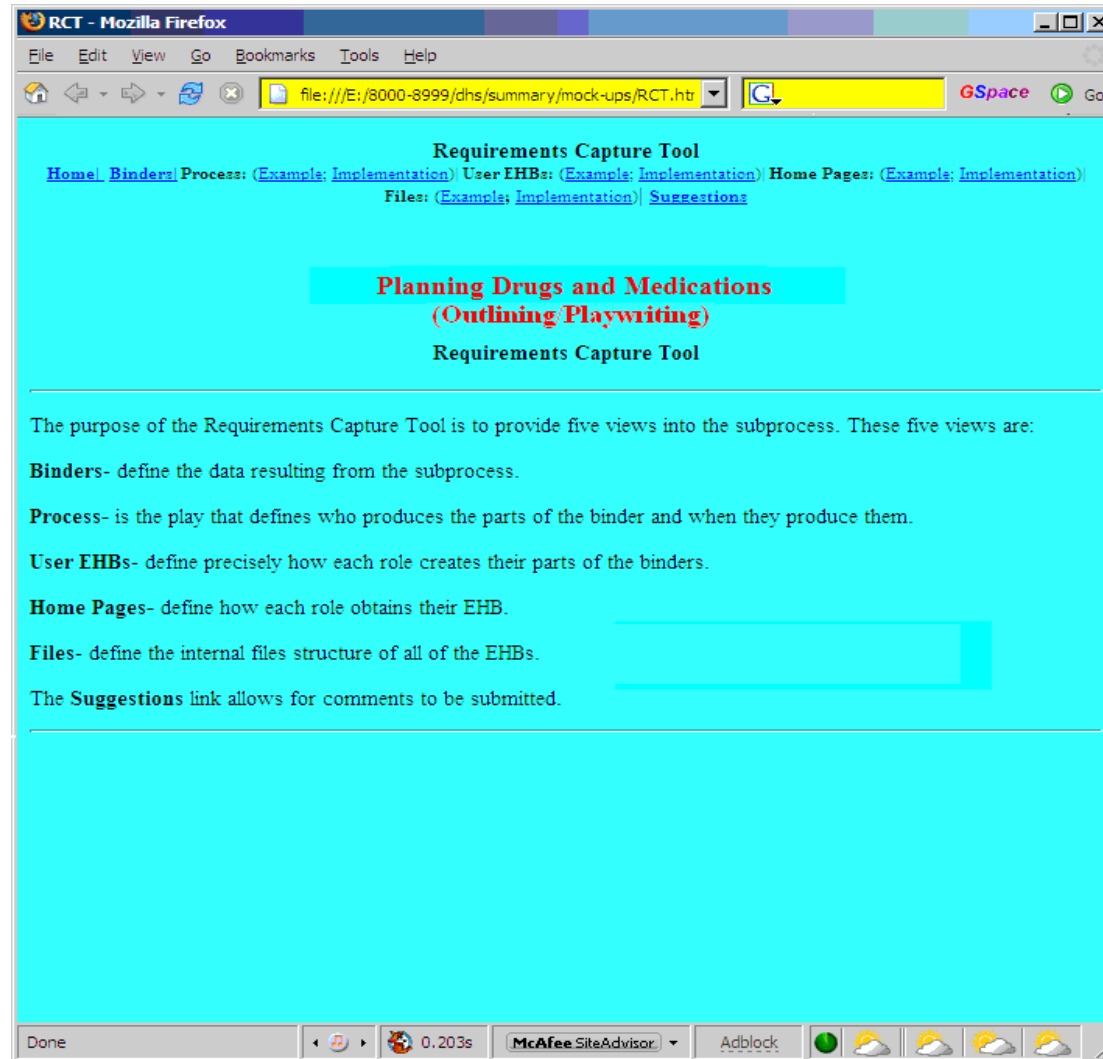 RCT - Mozilla Firefox
File Edit View Go Bookmarks Tools Help
file:///E:/8000-8999/dhs/summary/mock-ups/RCT.htr G GSpace Go
Requirements Capture Tool
Home| Binders| Process: (Example; Implementation)| User EHBs: (Example; Implementation)| Home Pages: (Example; Implementation)|
Files: (Example; Implementation)| Suggestions
Planning Drugs and Medications
(Outlining/Playwriting)
Requirements Capture Tool
The purpose of the Requirements Capture Tool is to provide five views into the subprocess. These five views are:
Binders- define the data resulting from the subprocess.
Process- is the play that defines who produces the parts of the binder and when they produce them.
User EHBs- define precisely how each role creates their parts of the binders.
Home Pages- define how each role obtains their EHB.
Files- define the internal files structure of all of the EHBs.
The Suggestions link allows for comments to be submitted.
Done 0.203s McAfee SiteAdvisor Adblock